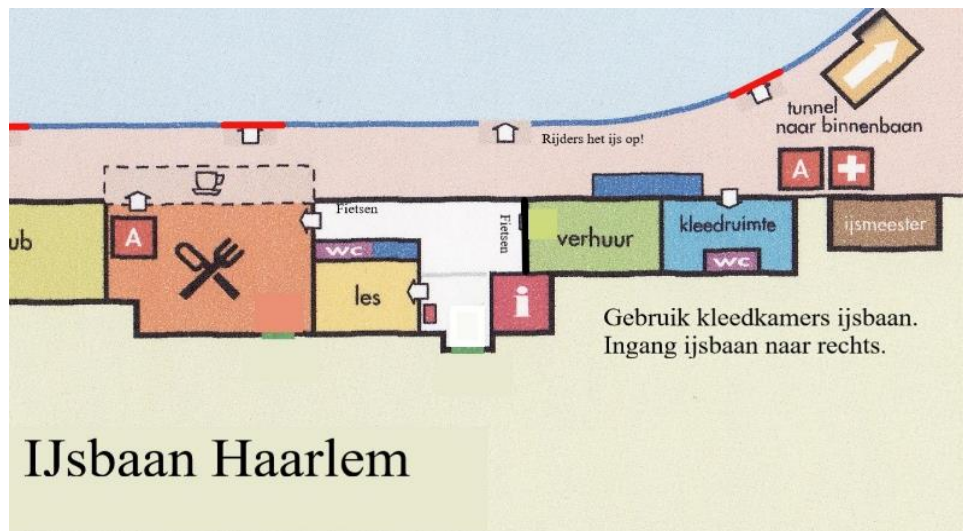 tunnel
naar binnenbaan
Rijders het ijs op!
A
A
Fietsen
Fietsen
wc
ub
verhuur
kleedruimte
wc
ijsmeester
les
i
Gebruik kleedkamers ijsbaan.
Ingang ijsbaan naar rechts.
IJsbaan Haarlem